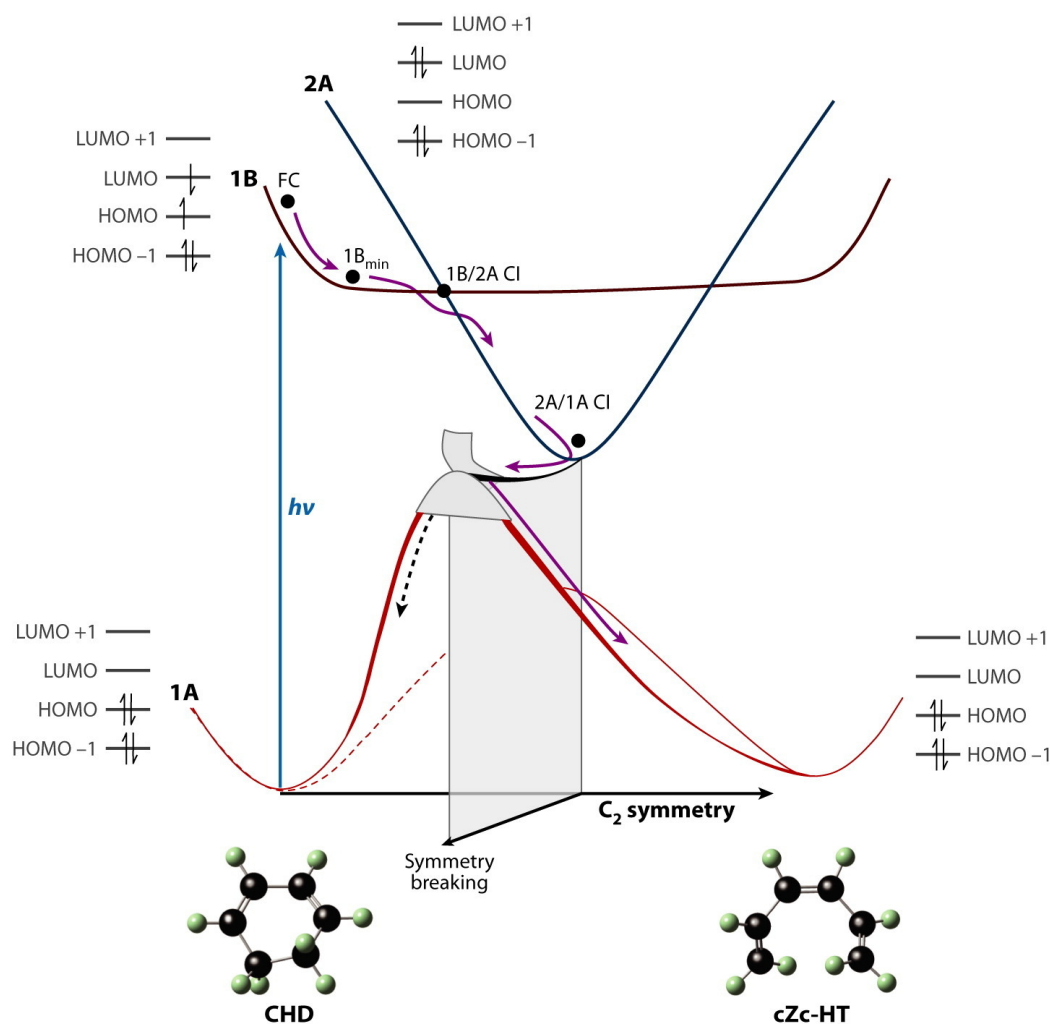 LUMO +1
LUMO
HOMO
HOMO –1
2A
LUMO +1
LUMO
HOMO
HOMO –1
1B
FC
1Bmin
1B/2A CI
2A/1A CI
hν
LUMO +1
LUMO
HOMO
HOMO –1
1A
LUMO +1
LUMO
HOMO
HOMO –1
C2 symmetry
Symmetry
breaking
CHD
cZc-HT